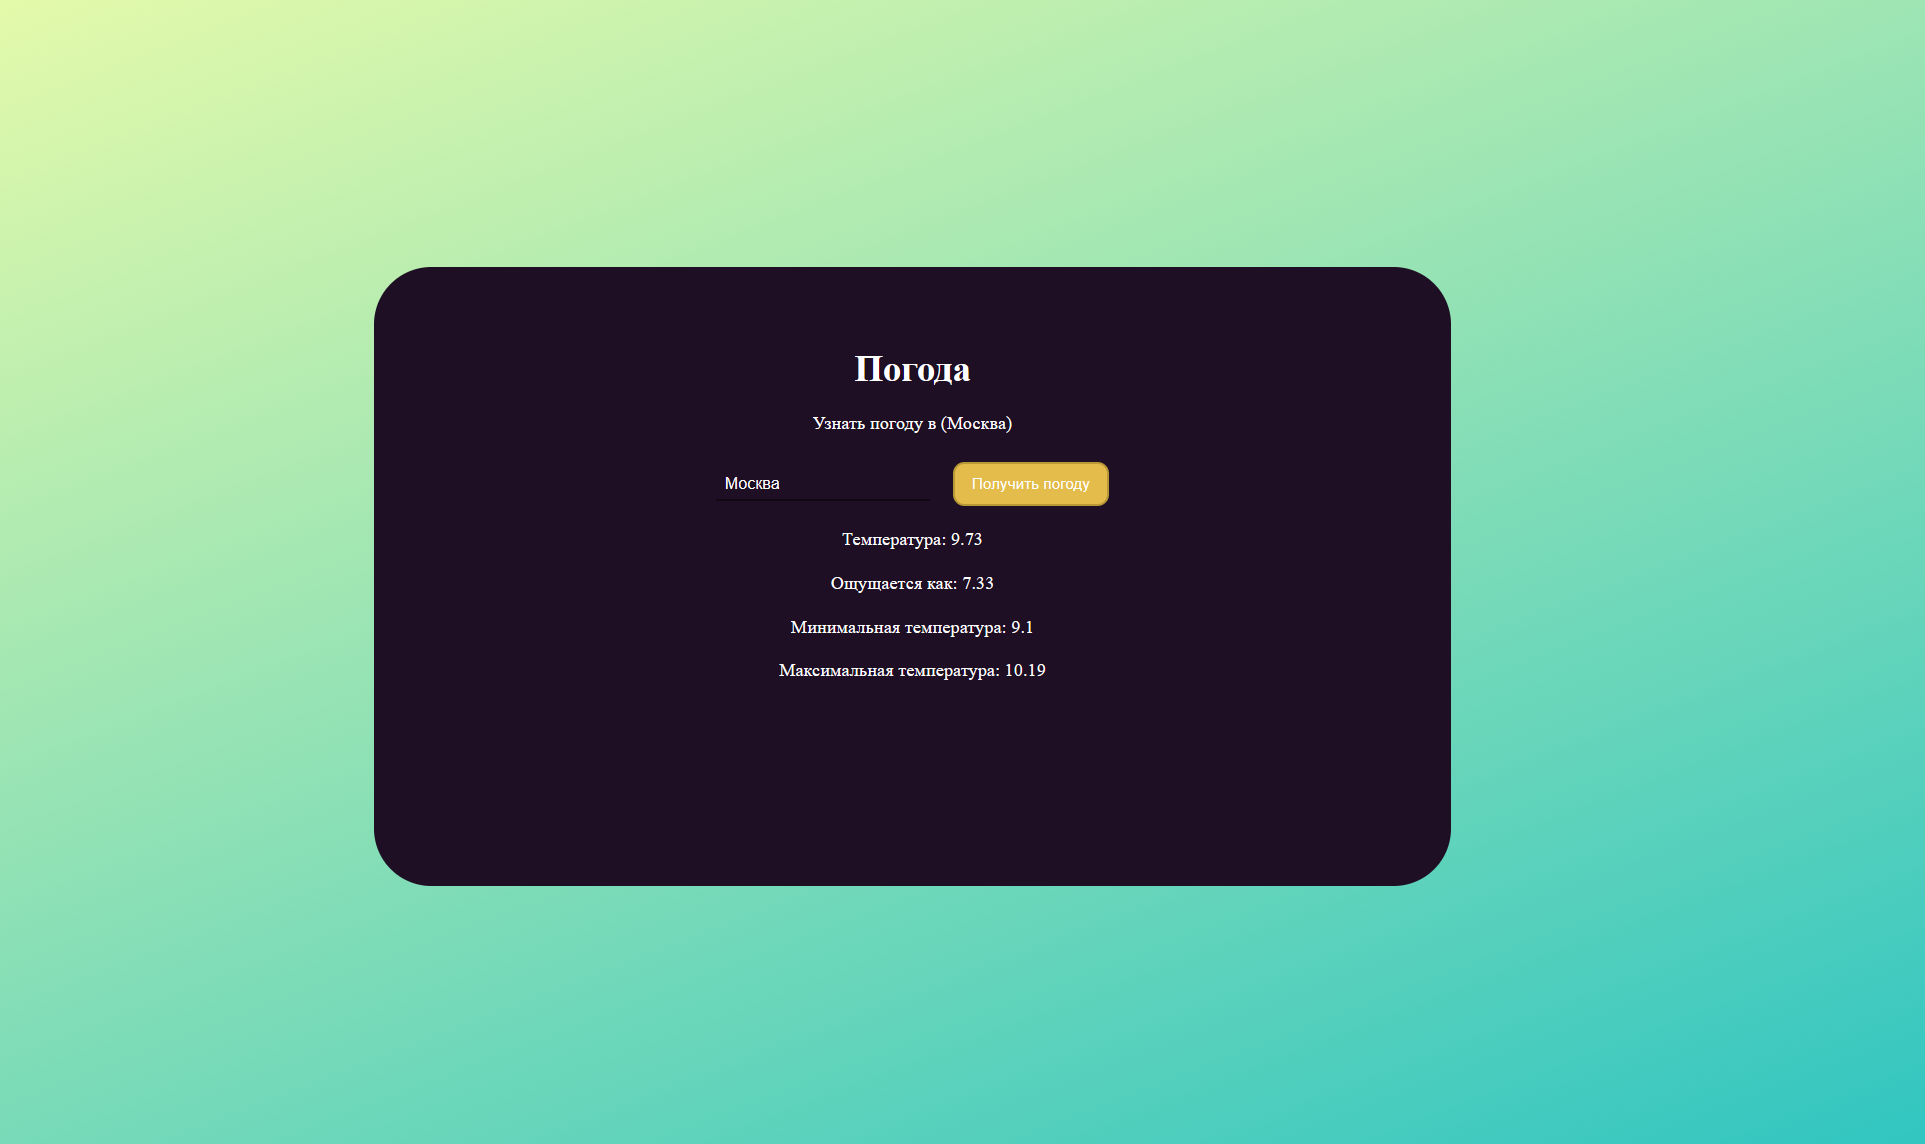 Погода
Узнать погоду в (Москва)
Москва
Получить погоду
Температура: 9.73
Ощущается как: 7.33
Минимальная температура: 9.1
Максимальная температура: 10.19